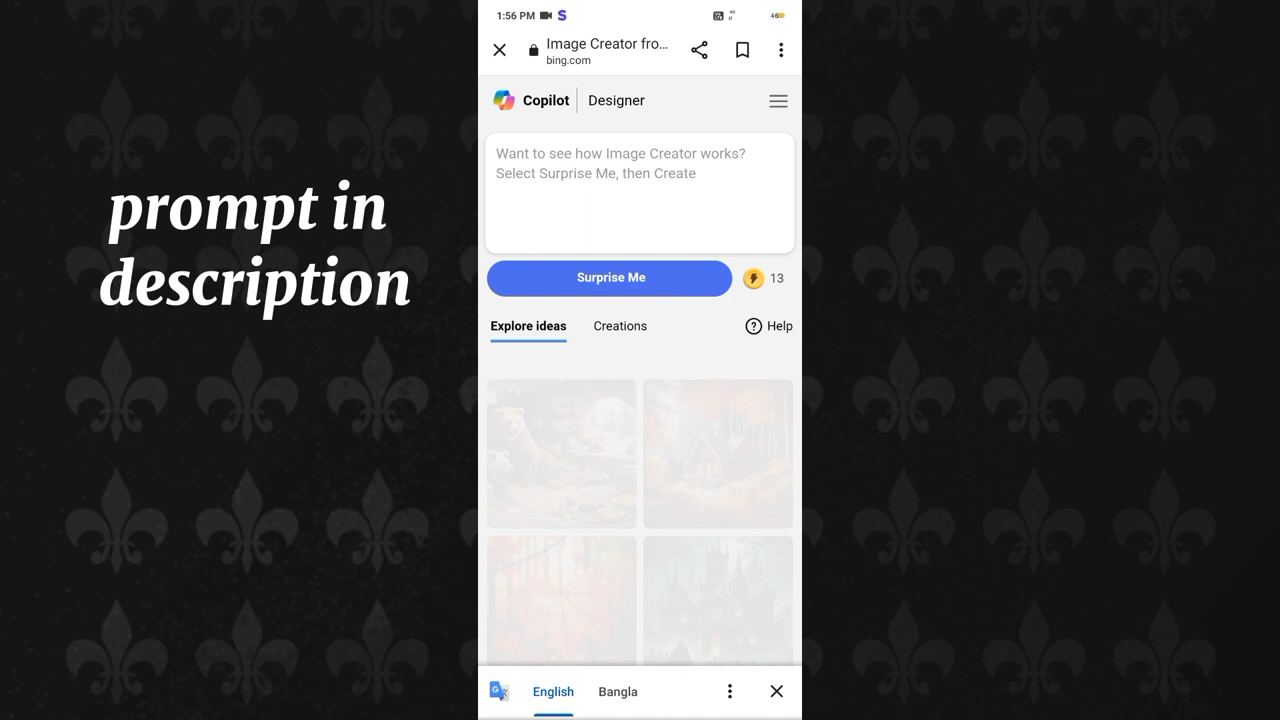 prompt in
description
1:56 PM
46
Image Creator fro...
bing.com
Copilot
Designer
Want to see how Image Creator works?
Select Surprise Me, then Create
Surprise Me
13
Explore ideas
Creations
Help
English
Bangla